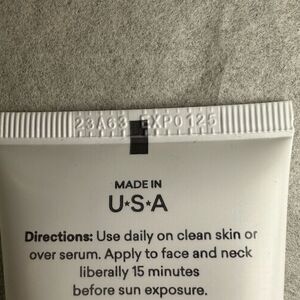 23A63 EXP0125
MADE IN
U★S★A
Directions: Use daily on clean skin or
over serum. Apply to face and neck
liberally 15 minutes
before sun exposure.